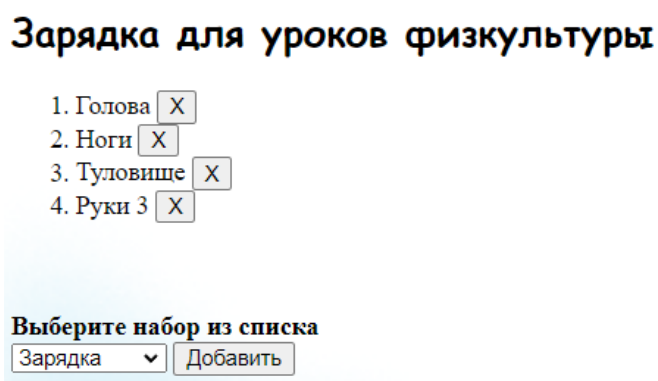 Зарядка для уроков физкультуры
1. Голова X
2. Ноги X
3. Туловище X
4. Руки 3 X
Выберите набор из списка
Зарядка Добавить